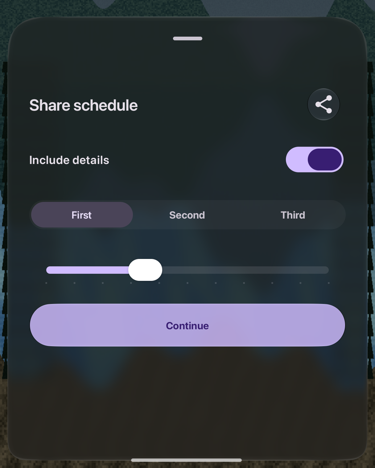 Share schedule
Include details
First Second Third
Continue